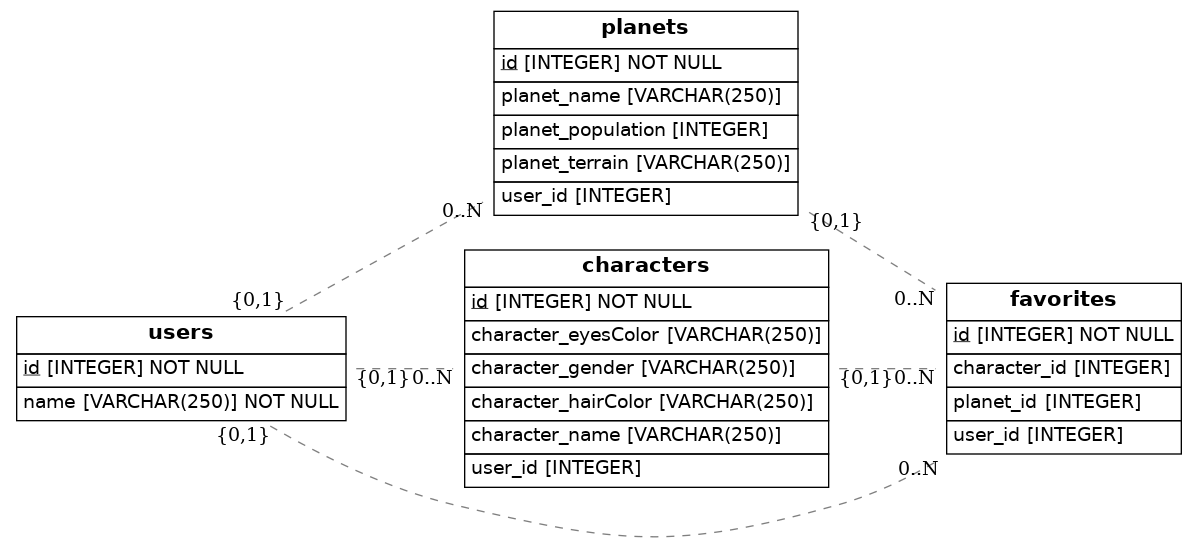 planets
id [INTEGER] NOT NULL
planet_name [VARCHAR(250)]
planet_population [INTEGER]
planet_terrain [VARCHAR(250)]
user_id [INTEGER]
0..N
{0,1}
{0,1}
0..N
characters
id [INTEGER] NOT NULL
character_eyesColor [VARCHAR(250)]
character_gender [VARCHAR(250)]
character_hairColor [VARCHAR(250)]
character_name [VARCHAR(250)]
user_id [INTEGER]
users
id [INTEGER] NOT NULL
name [VARCHAR(250)] NOT NULL
{0,1}0..N
{0,1}0..N
favorites
id [INTEGER] NOT NULL
character_id [INTEGER]
planet_id [INTEGER]
user_id [INTEGER]
{0,1}
0..N